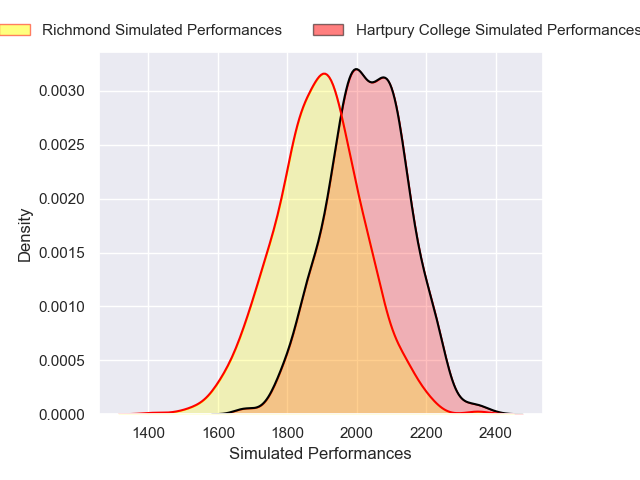 Richmond Simulated Performances Hartpury College Simulated Performances
0.0030
0.0025
0.0020
0.0015
0.0010
0.0005
0.0000
Density
1400 1600 1800 2000 2200 2400
Simulated Performances